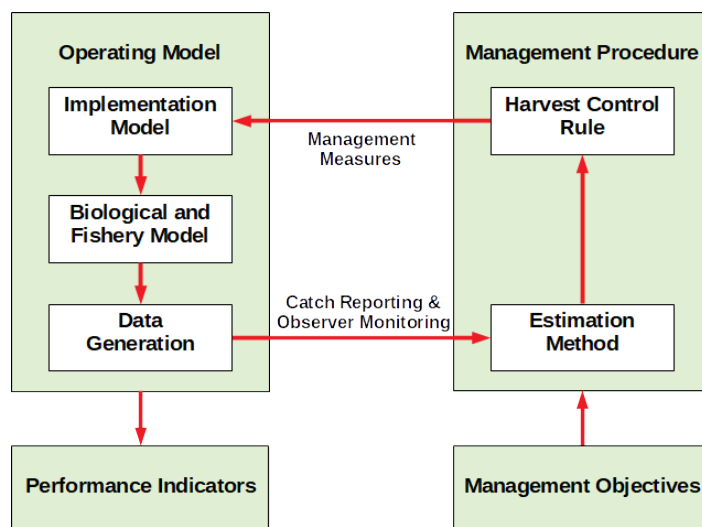 Operating Model
Implementation
Model
Biological and
Fishery Model
Data
Generation
Management
Measures
Catch Reporting &
Observer Monitoring
Management Procedure
Harvest Control
Rule
Estimation
Method
Performance Indicators
Management Objectives